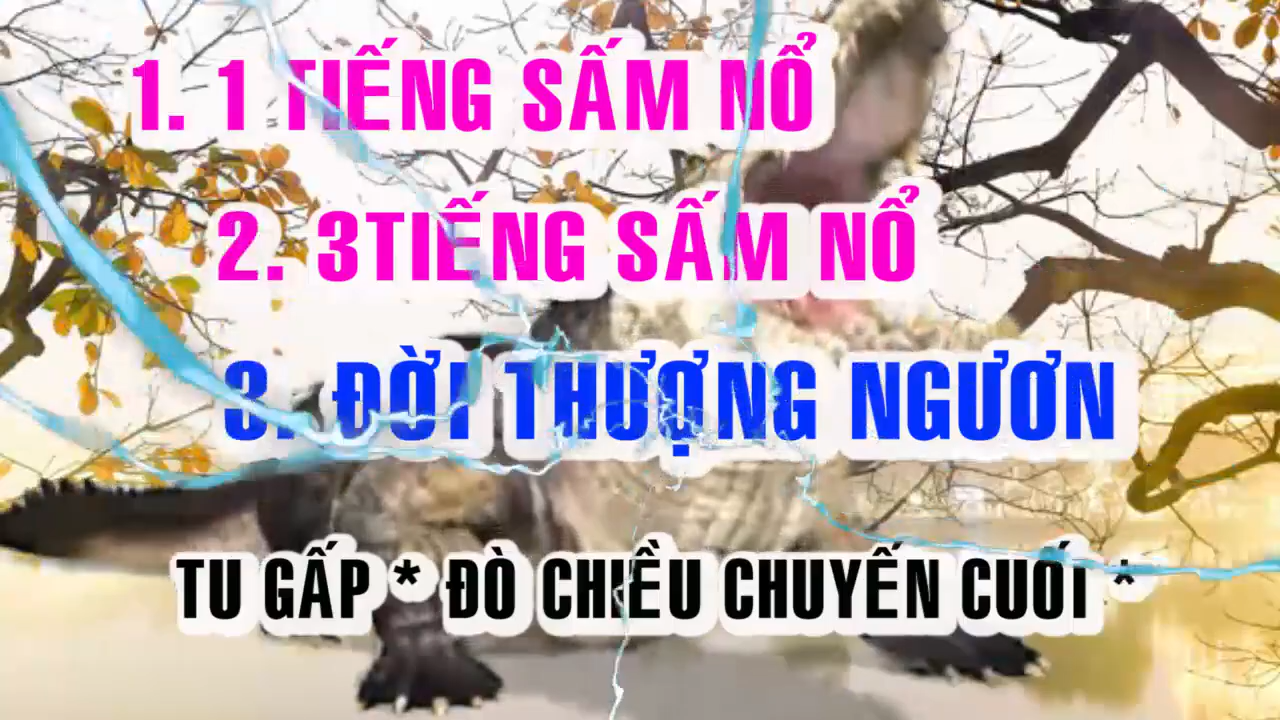 1. 1 TIẾNG SẤM NỔ
2. 3TIẾNG SẤM NỔ
3. ĐỜI THƯỢNG NGƯƠN
TU GẤP * ĐÒ CHIỀU CHUYẾN CUỐI *